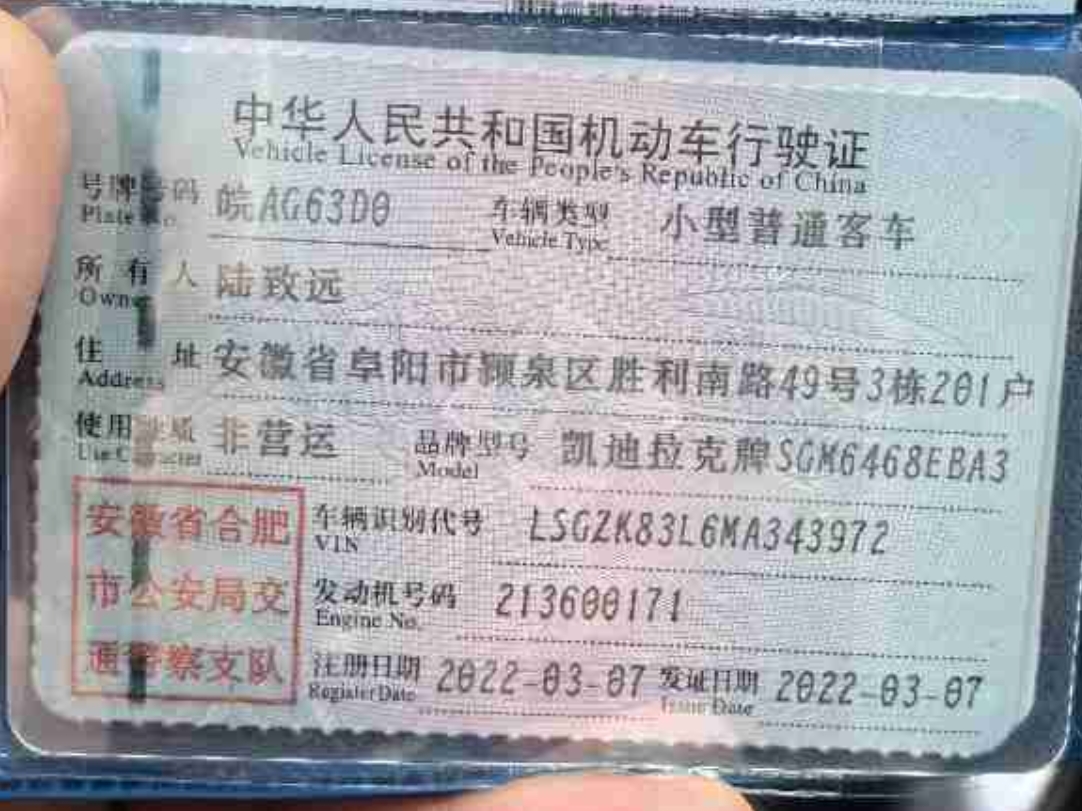 中华人民共和国机动车行驶证
Vehicle License of the People's Republic of China
号牌号码 皖AG63D0 车辆类型 小型普通客车
Plate No. Vehicle Type
所有人 陆致远
Owner
住址 安徽省阜阳市颍泉区胜利南路49号3栋201户
Address
使用性质 非营运 品牌型号 凯迪拉克牌SGM6468EBA3
Use Character Model
安徽省合肥
市公安局交
通警察支队
车辆识别代号 LSGZK83L6MA343972
VIN
发动机号码 213600171
Engine No.
注册日期 2022-03-07 发证日期 2022-03-07
Register Date Issue Date